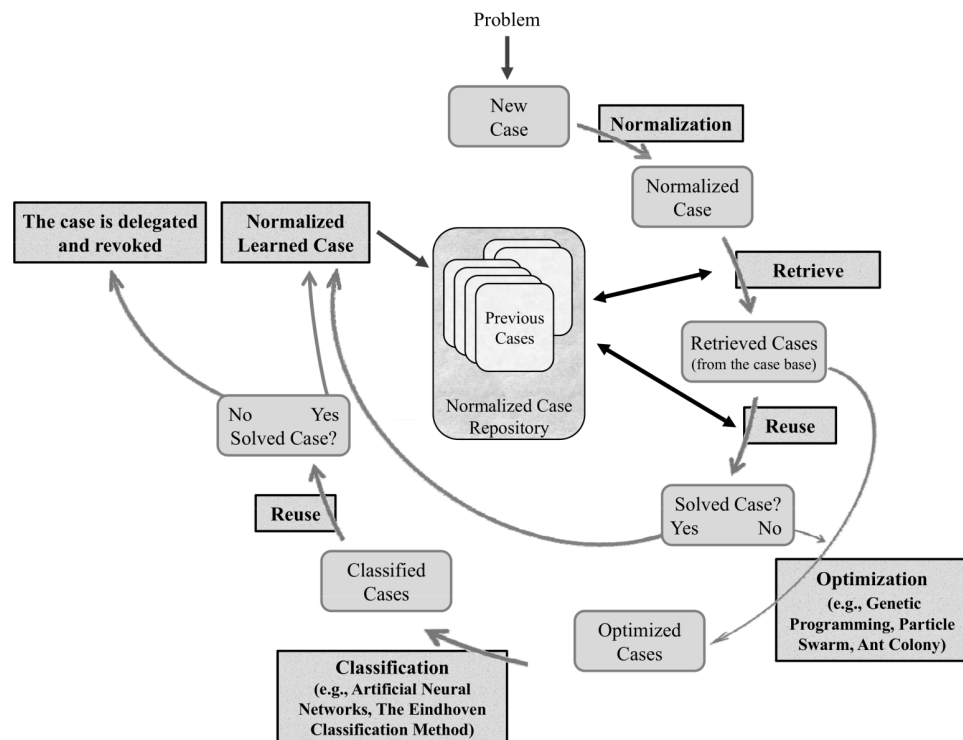 Problem
New
Case
Normalization
Normalized
Case
The case is delegated
and revoked
Normalized
Learned Case
Retrieve
Previous
Cases
Retrieved Cases
(from the case base)
Normalized Case
Repository
No Yes
Solved Case?
Reuse
Reuse
Solved Case?
Yes No
Classified
Cases
Optimization
(e.g., Genetic
Programming, Particle
Swarm, Ant Colony)
Optimized
Cases
Classification
(e.g., Artificial Neural
Networks, The Eindhoven
Classification Method)